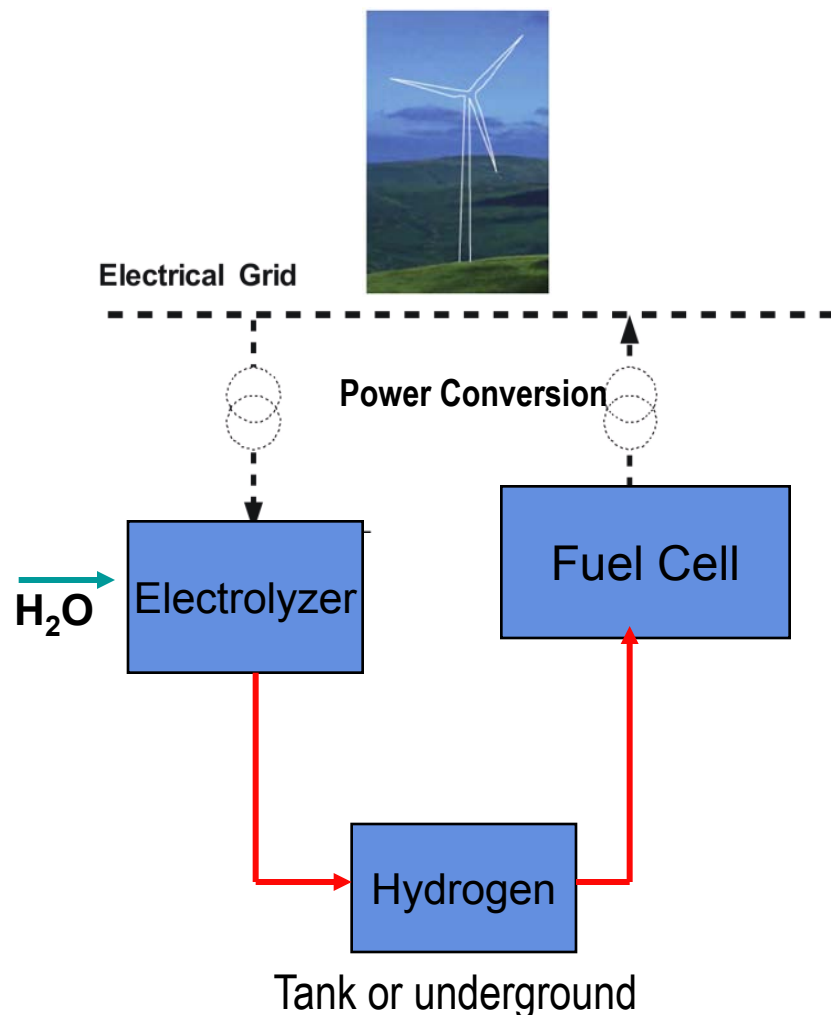 Electrical Grid
Power Conversion
Fuel Cell
Electrolyzer
H₂O
Hydrogen
Tank or underground